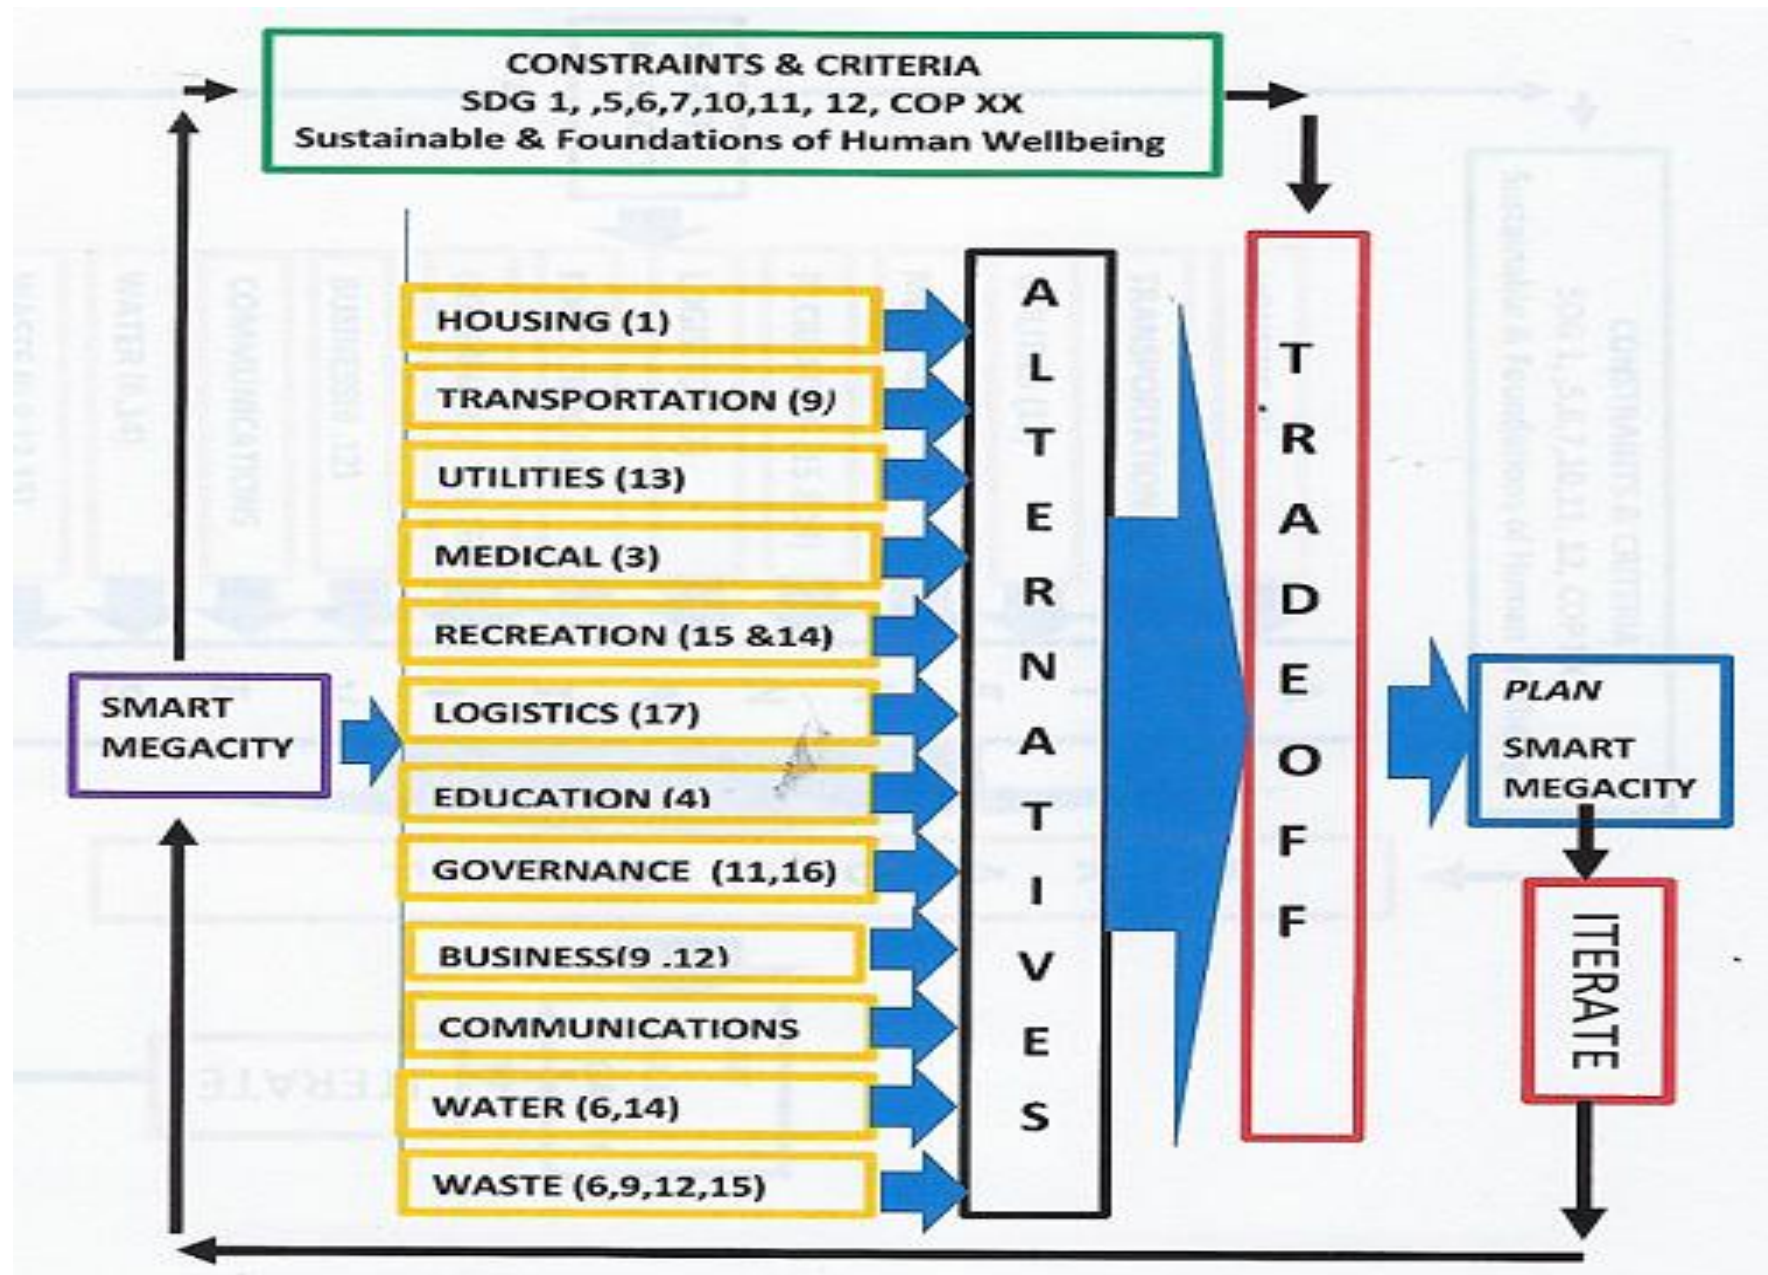 CONSTRAINTS & CRITERIA
SDG 1, ,5,6,7,10,11, 12, COP XX
Sustainable & Foundations of Human Wellbeing
SMART
MEGACITY
HOUSING (1)
TRANSPORTATION (9)
UTILITIES (13)
MEDICAL (3)
RECREATION (15 &14)
LOGISTICS (17)
EDUCATION (4)
GOVERNANCE (11,16)
BUSINESS(9 ,12)
COMMUNICATIONS
WATER (6,14)
WASTE (6,9,12,15)
ALTERNATIVES
TRADEOFF
PLAN
SMART
MEGACITY
ITERATE